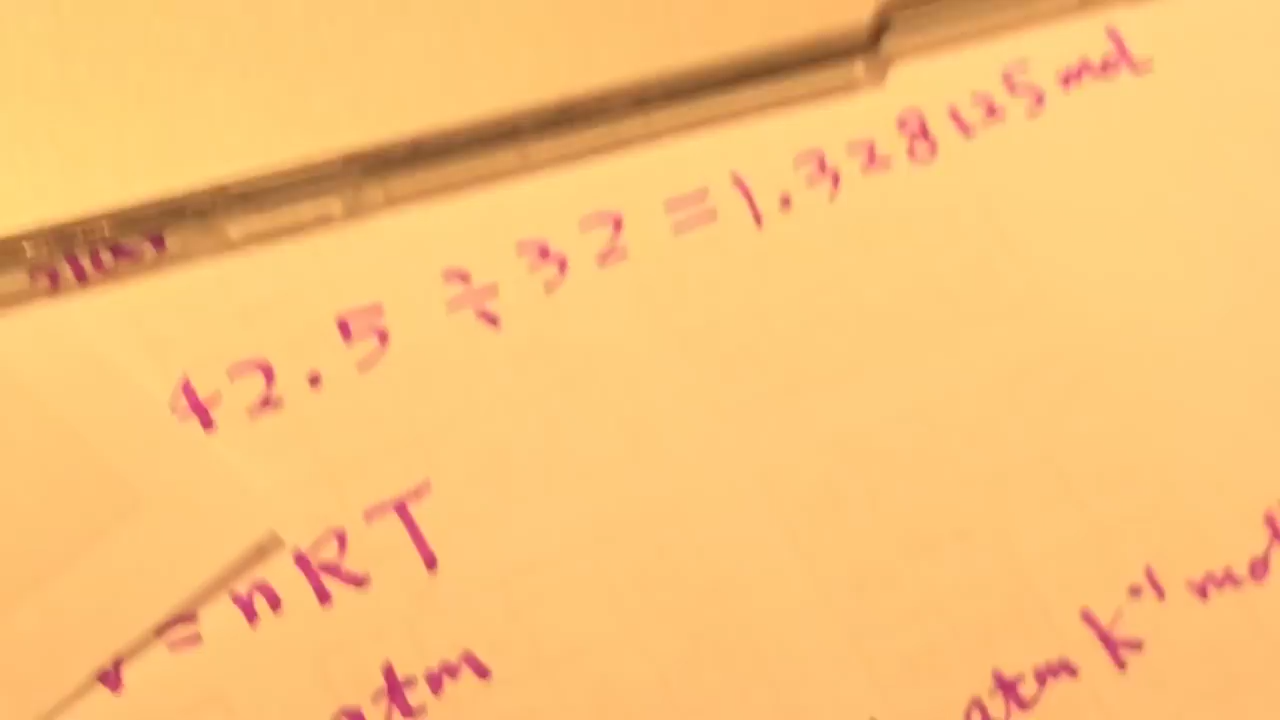 42.5 ÷ 32 = 1.328125 mol
v = nRT
atm
atm K⁻¹ mol